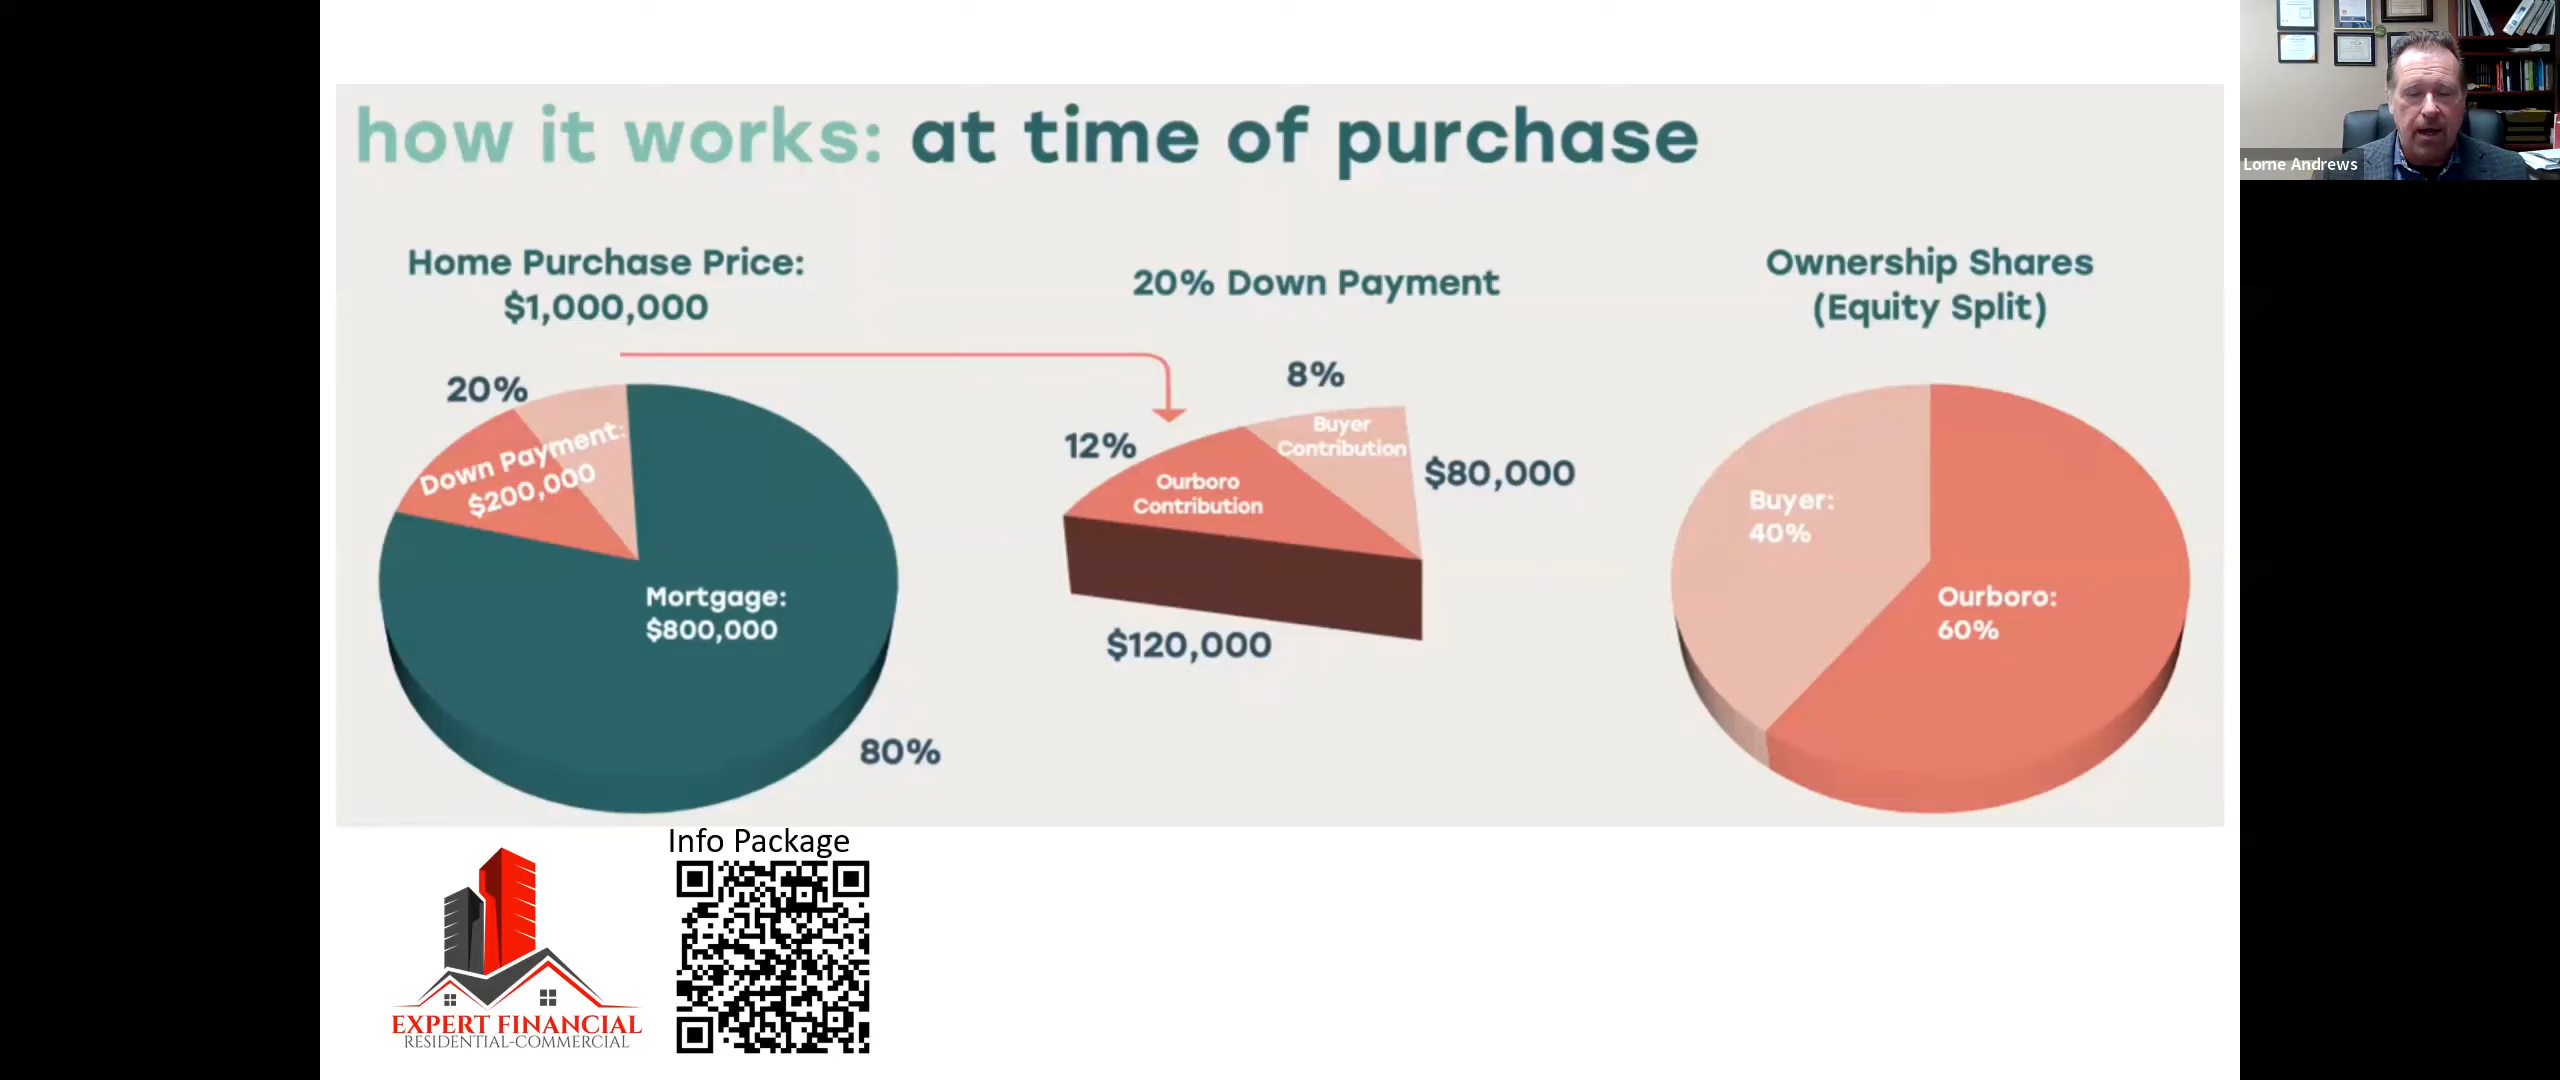 how it works: at time of purchase
Home Purchase Price:
$1,000,000
20%
Down Payment:
$200,000
Mortgage:
$800,000
80%
20% Down Payment
8%
12%
Buyer
Contribution
$80,000
Ourboro
Contribution
$120,000
Ownership Shares
(Equity Split)
Buyer:
40%
Ourboro:
60%
Lorne Andrews
Info Package
EXPERT FINANCIAL
RESIDENTIAL-COMMERCIAL